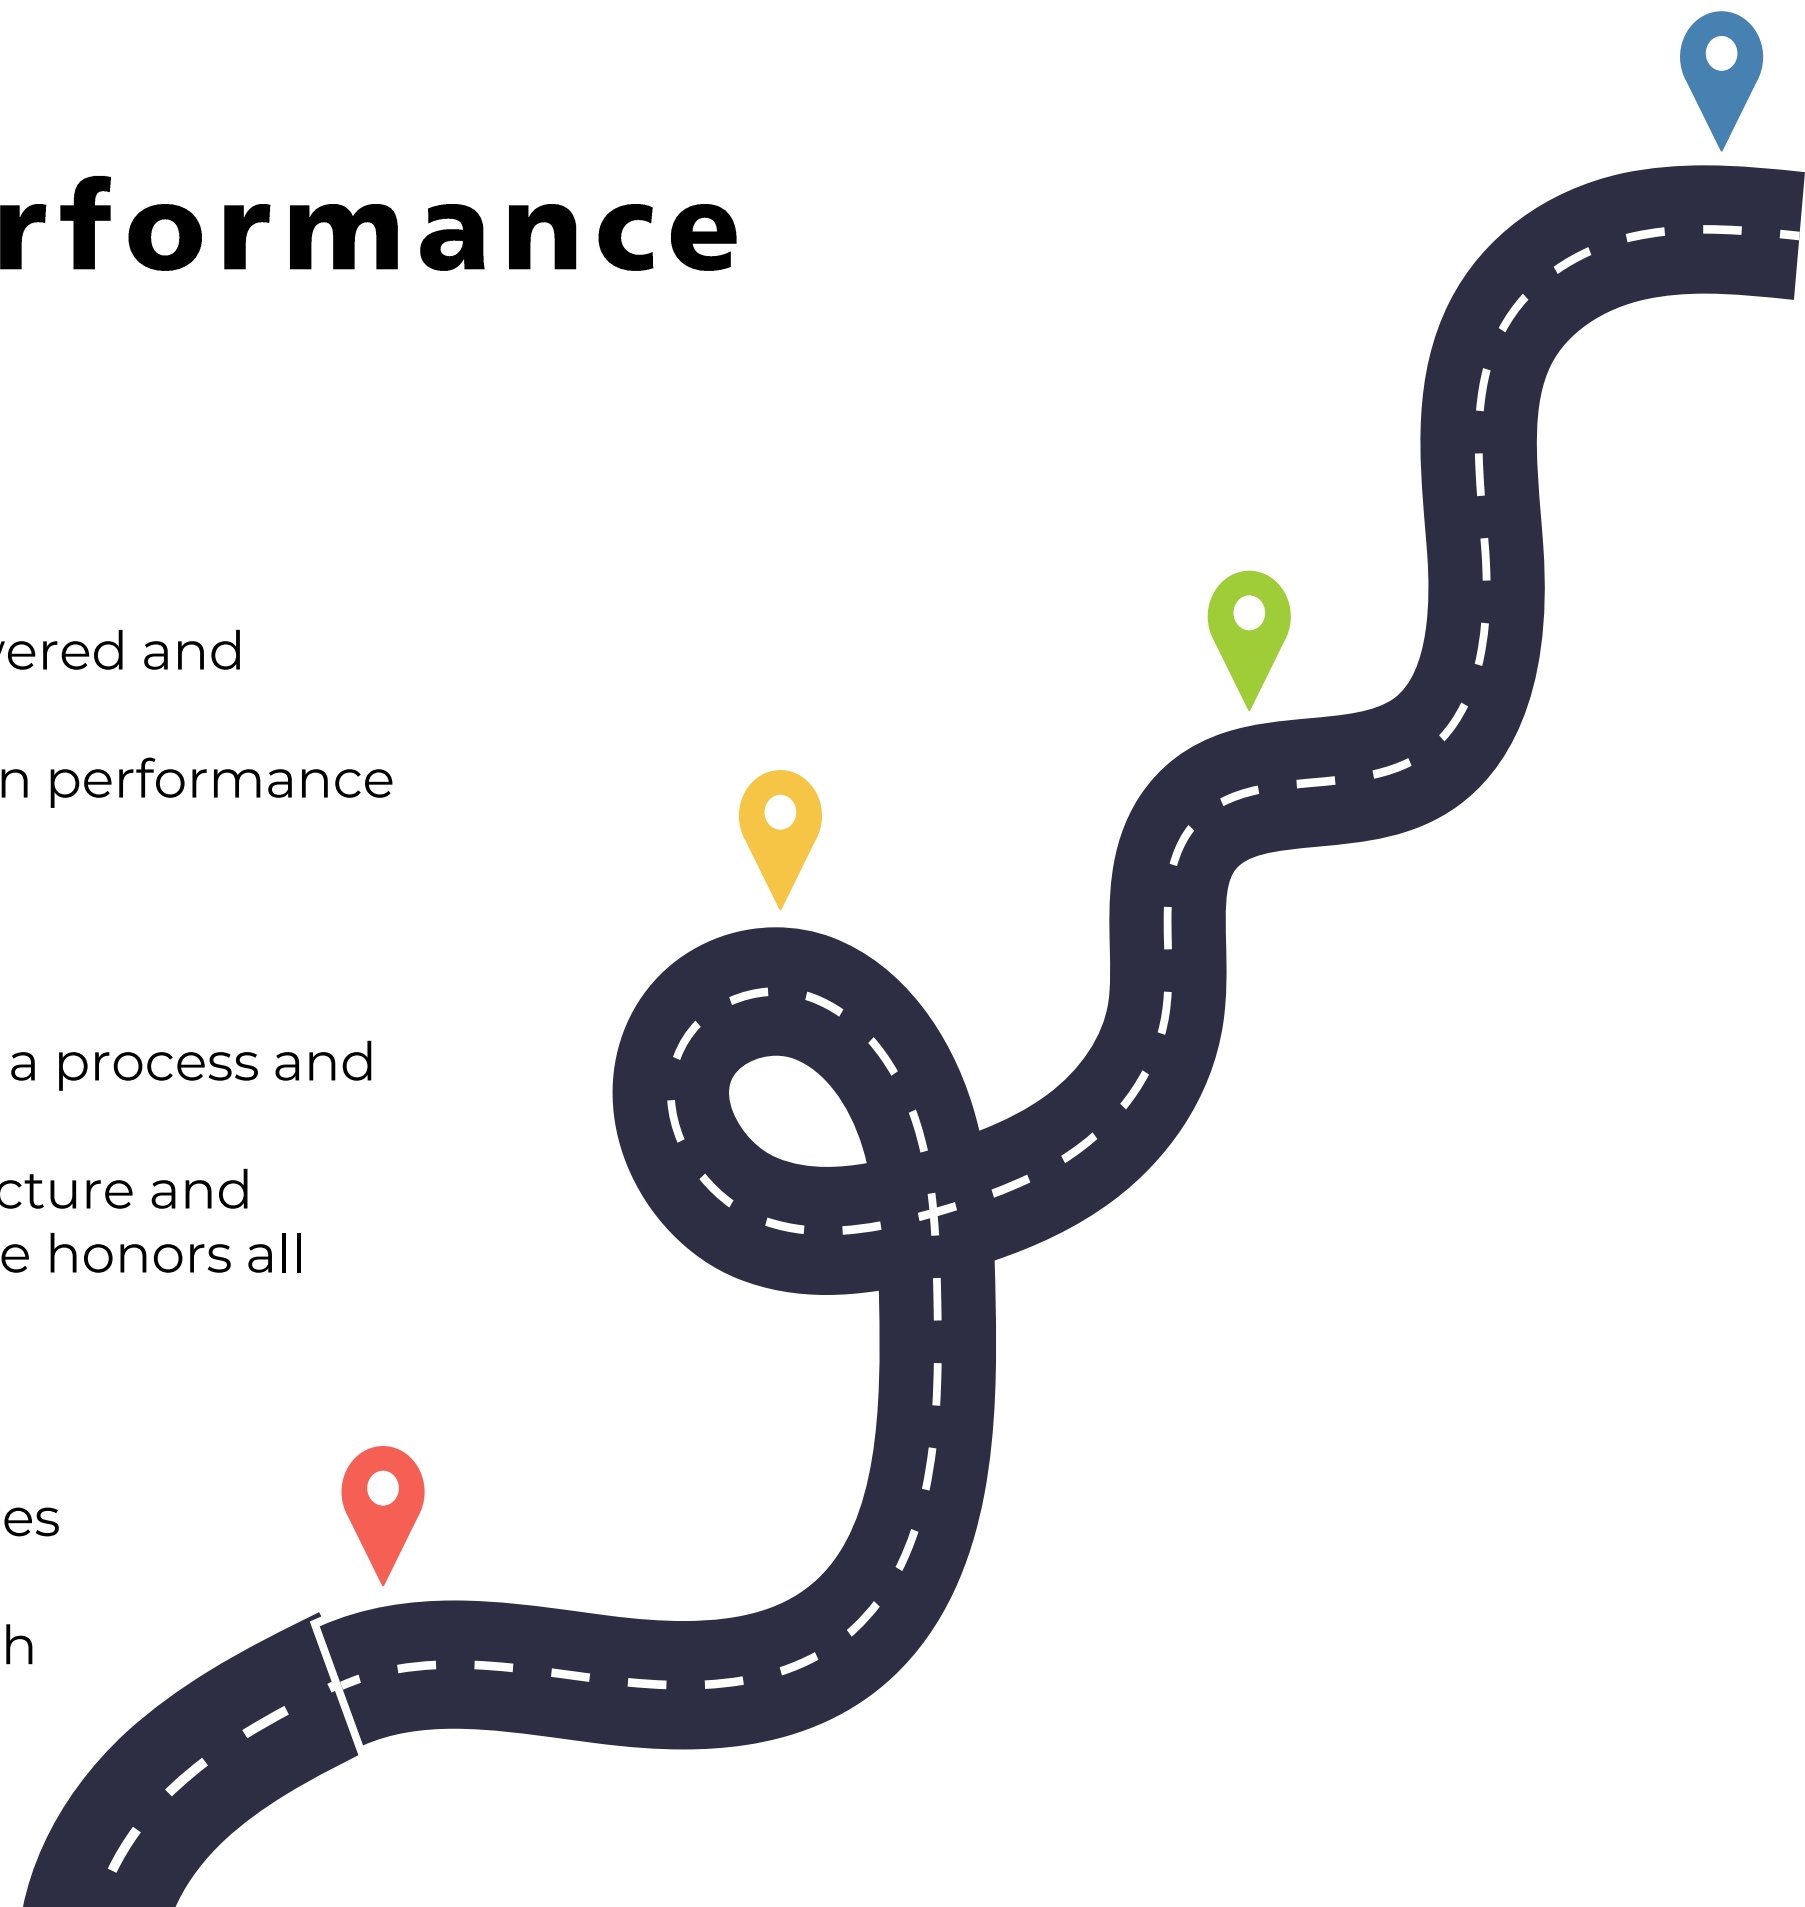 rformance
ered and
n performance
a process and
cture and
e honors all
es
h